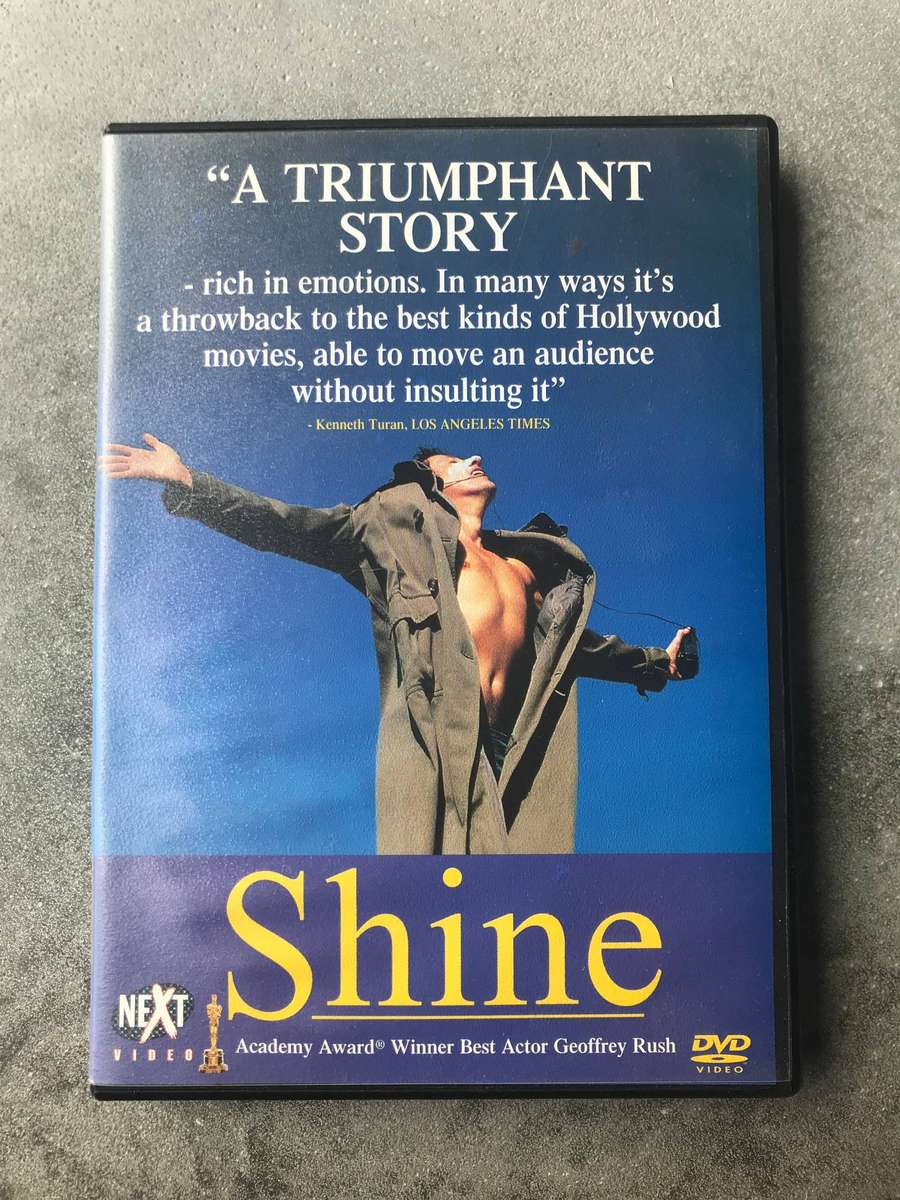 “A TRIUMPHANT
STORY
- rich in emotions. In many ways it’s
a throwback to the best kinds of Hollywood
movies, able to move an audience
without insulting it”
- Kenneth Turan, LOS ANGELES TIMES
Shine
NEXT
VIDEO
Academy Award® Winner Best Actor Geoffrey Rush
DVD
VIDEO